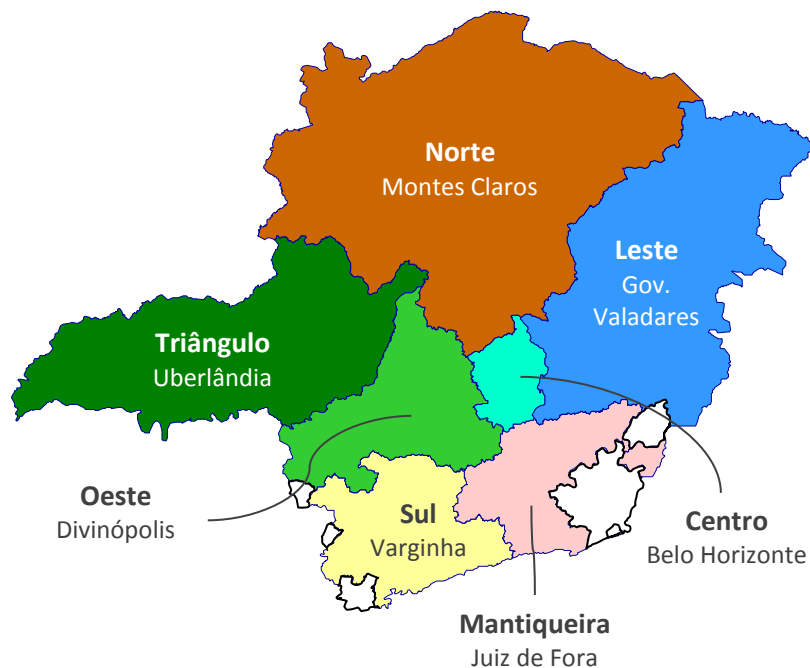 Norte
Montes Claros
Leste
Gov.
Valadares
Triângulo
Uberlândia
Oeste
Divinópolis
Sul
Varginha
Centro
Belo Horizonte
Mantiqueira
Juiz de Fora